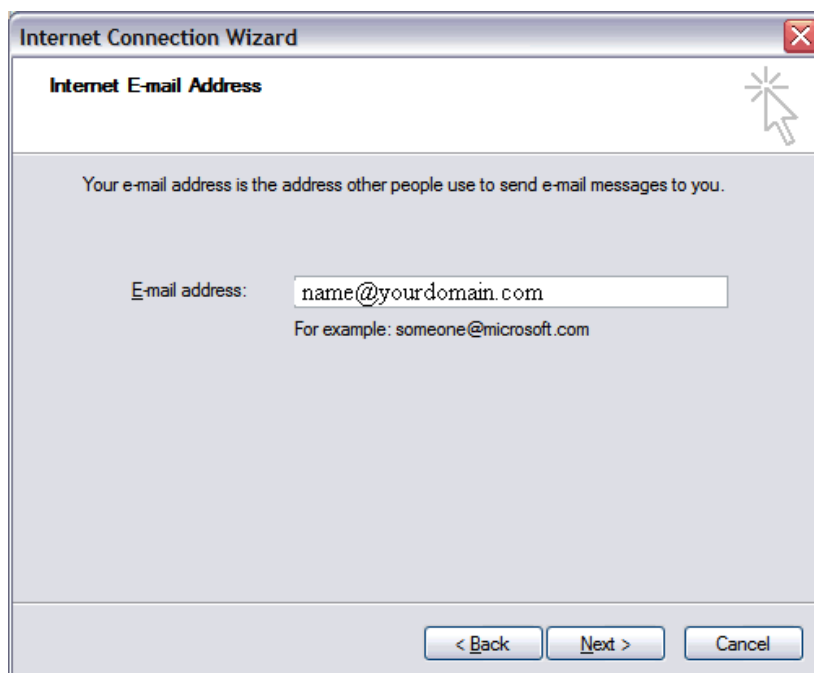 Internet Connection Wizard
Internet E-mail Address
Your e-mail address is the address other people use to send e-mail messages to you.
E-mail address: name@yourdomain.com
For example: someone@microsoft.com
< Back Next > Cancel